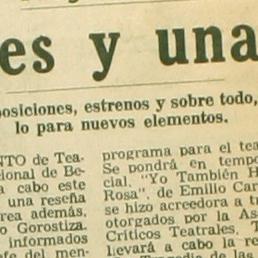 es y una
posiciones, estrenos y sobre todo,
lo para nuevos elementos.
NTO de Tea-
cional de Be-
a cabo este
una reseña
rea además,
o Gorostiza.
informados
de del men-
programa para el tea
Se pondrá en tempo
cial, "Yo También H
Rosa", de Emilio Car
se hizo acreedora a tr
otorgados por la As
Críticos Teatrales, T
llevará a cabo la re